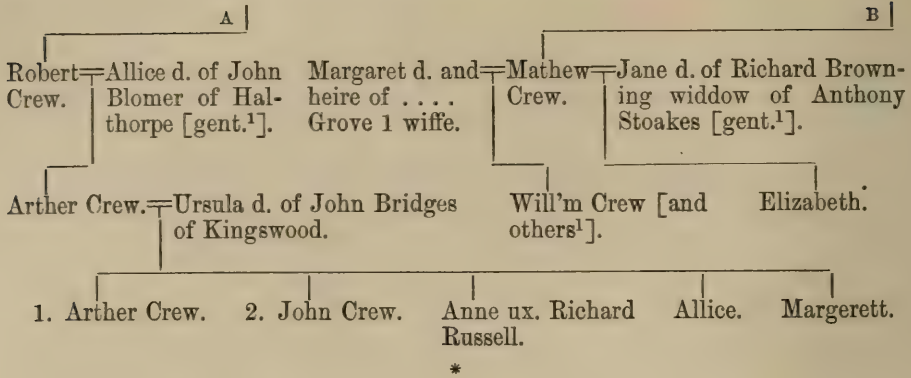 A B
Robert Crew. = Allice d. of John Blomer of Halthorpe [gent.¹]. Margaret d. and heire of .... Grove 1 wiffe. = Mathew Crew. = Jane d. of Richard Browning widdow of Anthony Stoakes [gent.¹].
Arther Crew. = Ursula d. of John Bridges of Kingswood. Will'm Crew [and others¹]. Elizabeth.
1. Arther Crew. 2. John Crew. Anne ux. Richard Russell. Allice. Margerett.
*